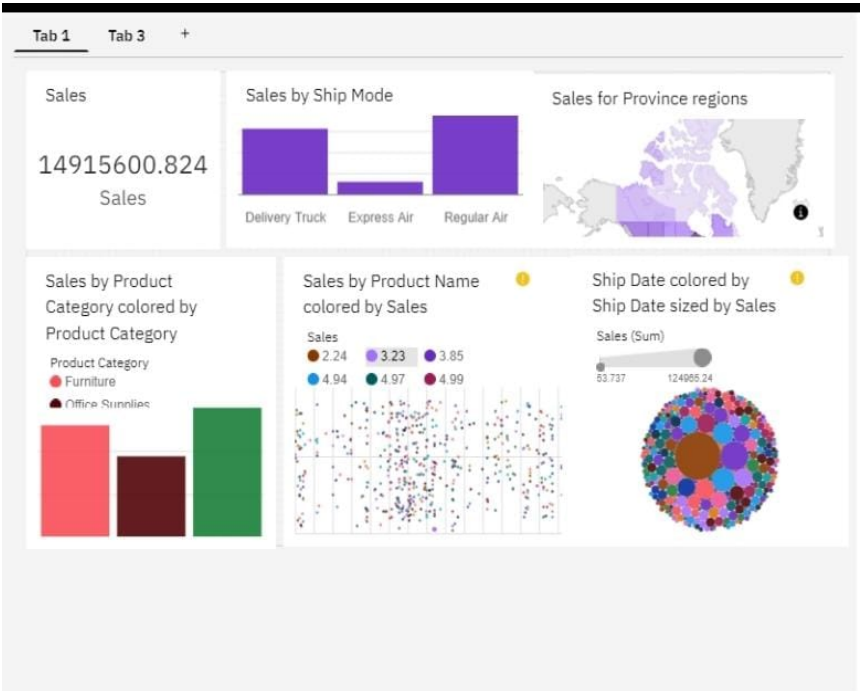 Tab 1 Tab 3 +
Sales
14915600.824
Sales
Sales by Ship Mode
Delivery Truck Express Air Regular Air
Sales for Province regions
i
Sales by Product
Category colored by
Product Category
Product Category
Furniture
Office Supplies
Sales by Product Name
colored by Sales
Sales
2.24 3.23 3.85
4.94 4.97 4.99
Ship Date colored by
Ship Date sized by Sales
Sales (Sum)
53.737 124965.24